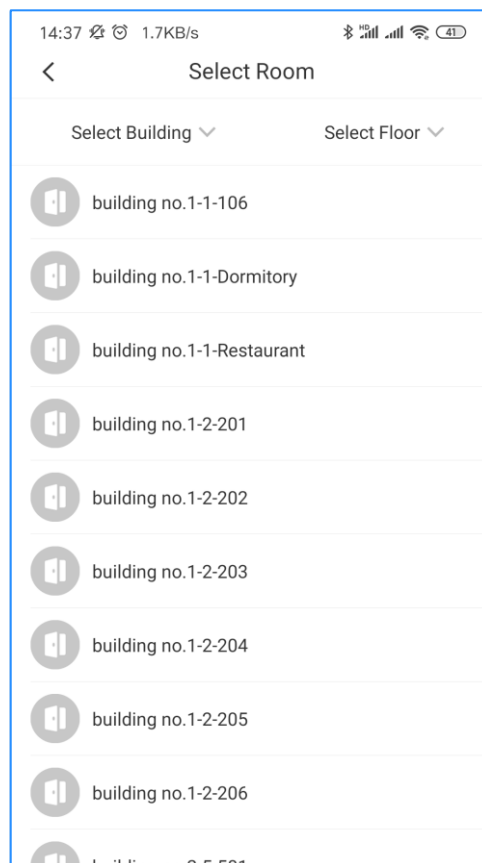 14:37 1.7KB/s HD 41
Select Room
Select Building Select Floor
building no.1-1-106
building no.1-1-Dormitory
building no.1-1-Restaurant
building no.1-2-201
building no.1-2-202
building no.1-2-203
building no.1-2-204
building no.1-2-205
building no.1-2-206